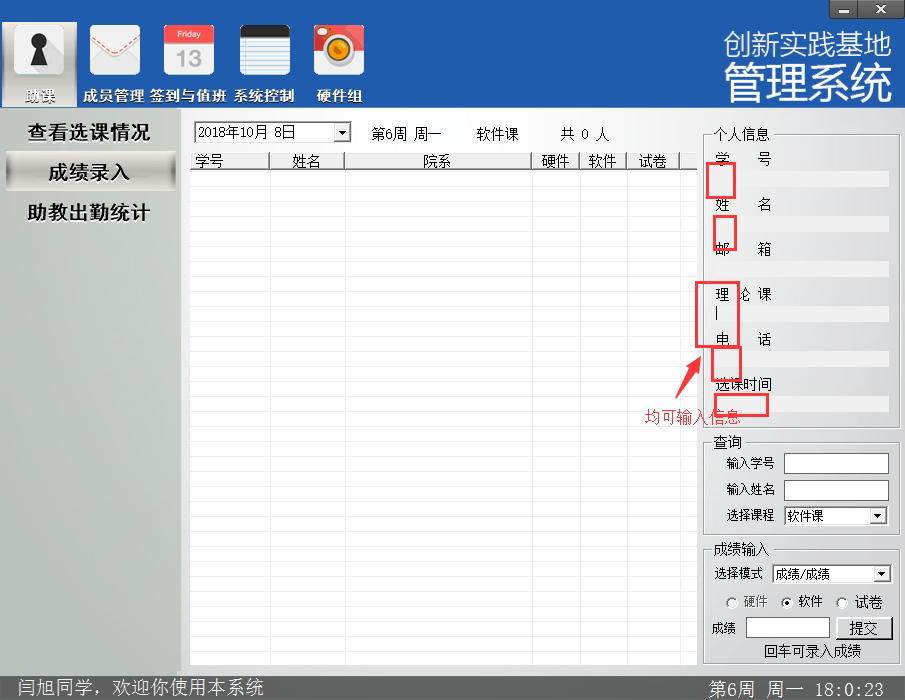 创新实践基地
管理系统
Friday
13
助课 成员管理 签到与值班 系统控制 硬件组
查看选课情况
成绩录入
助教出勤统计
2018年10月 8日 第6周 周一 软件课 共 0 人
学号 姓名 院系 硬件 软件 试卷
个人信息
学 号
姓 名
邮 箱
理 论 课
电 话
选课时间
均可输入信息
查询
输入学号
输入姓名
选择课程 软件课
成绩输入
选择模式 成绩/成绩
硬件 软件 试卷
成绩 提交
回车可录入成绩
闫旭同学，欢迎你使用本系统 第6周 周一 18:0:23